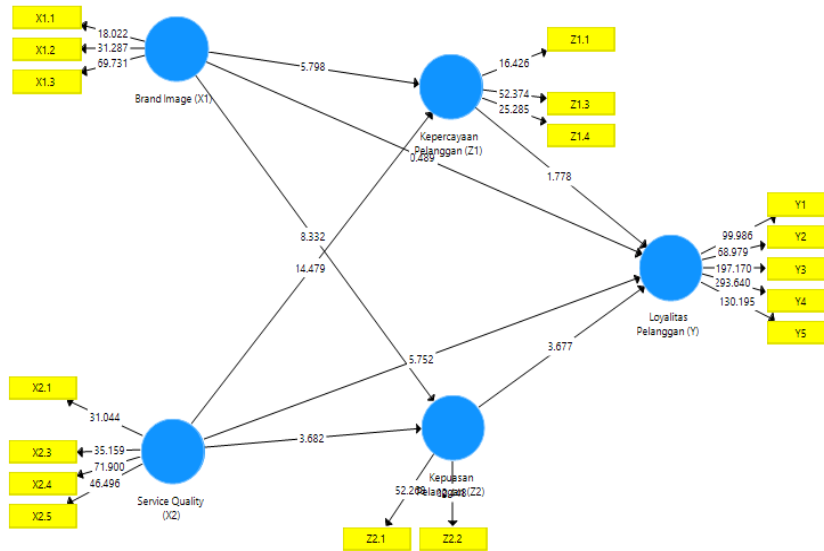 X1.1
X1.2
X1.3
18.022
31.287
69.731
Brand Image (X1)
5.798
Kepercayaan
Pelanggan (Z1)
0.489
16.426
52.374
25.285
Z1.1
Z1.3
Z1.4
1.778
8.332
14.479
Y1
Y2
Y3
Y4
Y5
99.986
68.979
197.170
293.640
130.195
Loyalitas
Pelanggan (Y)
5.752
3.677
X2.1
X2.3
X2.4
X2.5
31.044
35.159
71.900
46.496
Service Quality
(X2)
3.682
Kepuasan
Pelanggan (Z2)
Z2.1
Z2.2